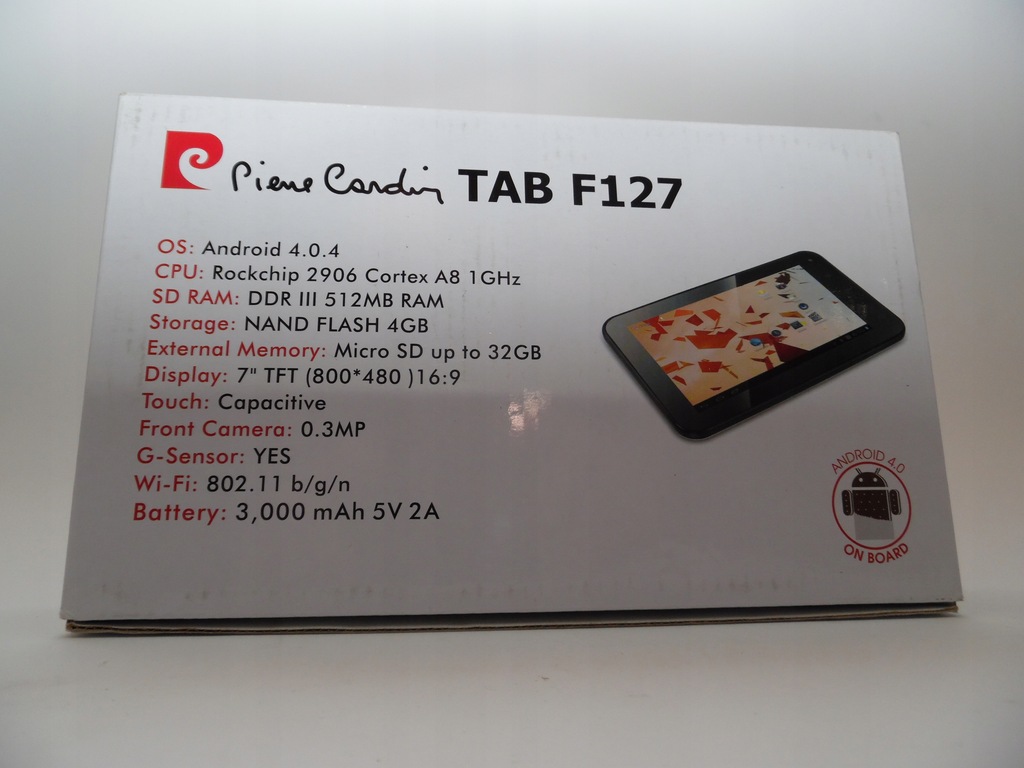 Pierre Cardin TAB F127
OS: Android 4.0.4
CPU: Rockchip 2906 Cortex A8 1GHz
SD RAM: DDR III 512MB RAM
Storage: NAND FLASH 4GB
External Memory: Micro SD up to 32GB
Display: 7" TFT (800*480 )16:9
Touch: Capacitive
Front Camera: 0.3MP
G-Sensor: YES
Wi-Fi: 802.11 b/g/n
Battery: 3,000 mAh 5V 2A
ANDROID 4.0
ON BOARD